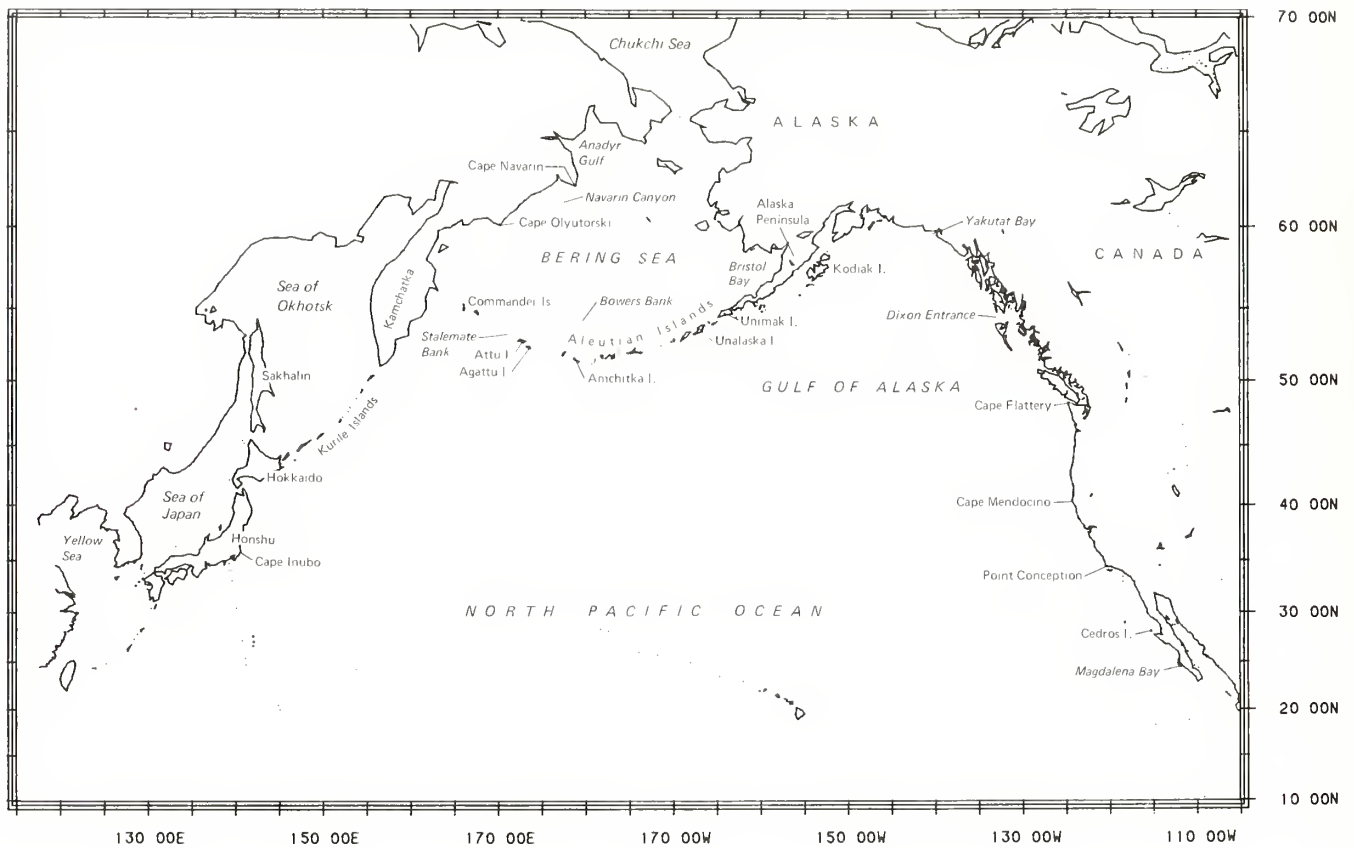 70 00N
Chukchi Sea
ALASKA
Anadyr
Gulf
Cape Navarin
Navarin Canyon
Alaska
Peninsula
Cape Olyutorski
Yakutat Bay
60 00N
BERING SEA
CANADA
Bristol
Bay
Kodiak I.
Sea of
Okhotsk
Kamchatka
Commander Is
Bowers Bank
Aleutian Islands
Unimak I.
Dixon Entrance
Stalemate
Bank
Unalaska I
Attu I
Agattu I
Amchitka I.
Sakhalin
GULF OF ALASKA
50 00N
Cape Flattery
Kurile Islands
Hokkaido
Sea of
Japan
Cape Mendocino
40 00N
Yellow
Sea
Honshu
Cape Inubo
Point Conception
NORTH PACIFIC OCEAN
30 00N
Cedros I.
Magdalena Bay
20 00N
10 00N
130 00E
150 00E
170 00E
170 00W
150 00W
130 00W
110 00W